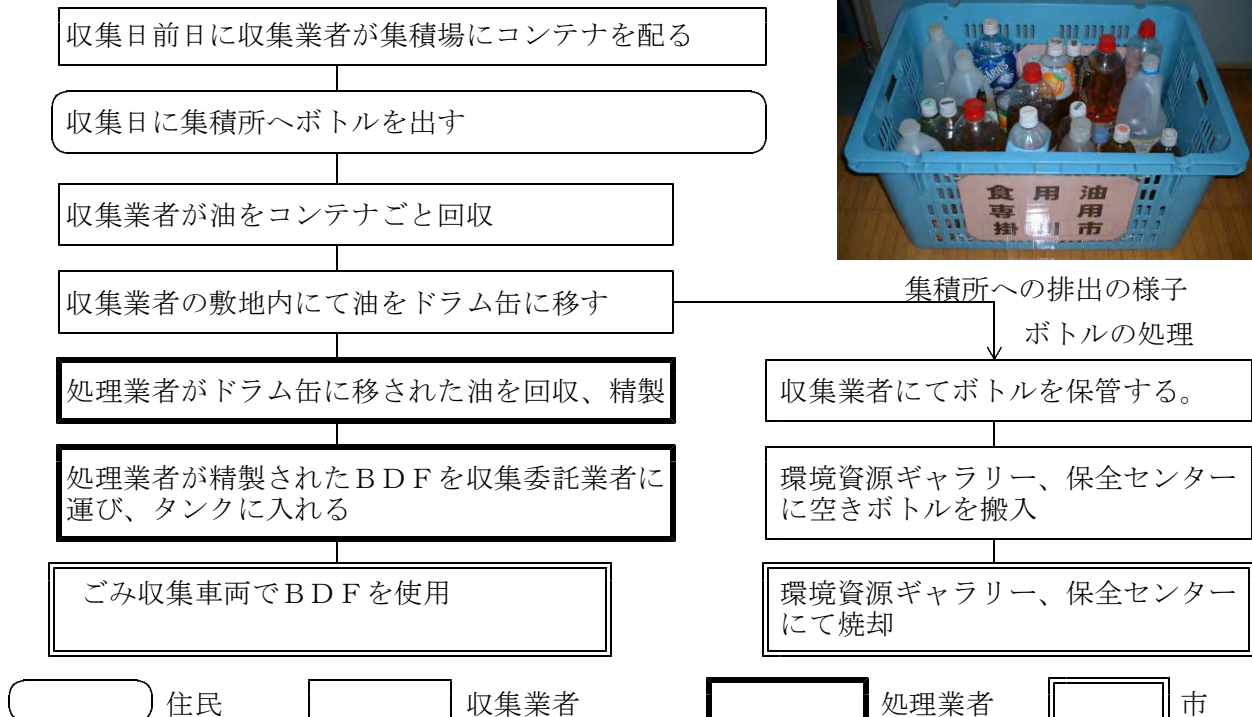 収集日前日に収集業者が集積場にコンテナを配る
収集日に集積所へボトルを出す
収集業者が油をコンテナごと回収
収集業者の敷地内にて油をドラム缶に移す
処理業者がドラム缶に移された油を回収、精製
処理業者が精製されたＢＤＦを収集委託業者に
運び、タンクに入れる
ごみ収集車両でＢＤＦを使用
食用油
専用
掛川市
集積所への排出の様子
ボトルの処理
収集業者にてボトルを保管する。
環境資源ギャラリー、保全センター
に空きボトルを搬入
環境資源ギャラリー、保全センター
にて焼却
住民
収集業者
処理業者
市